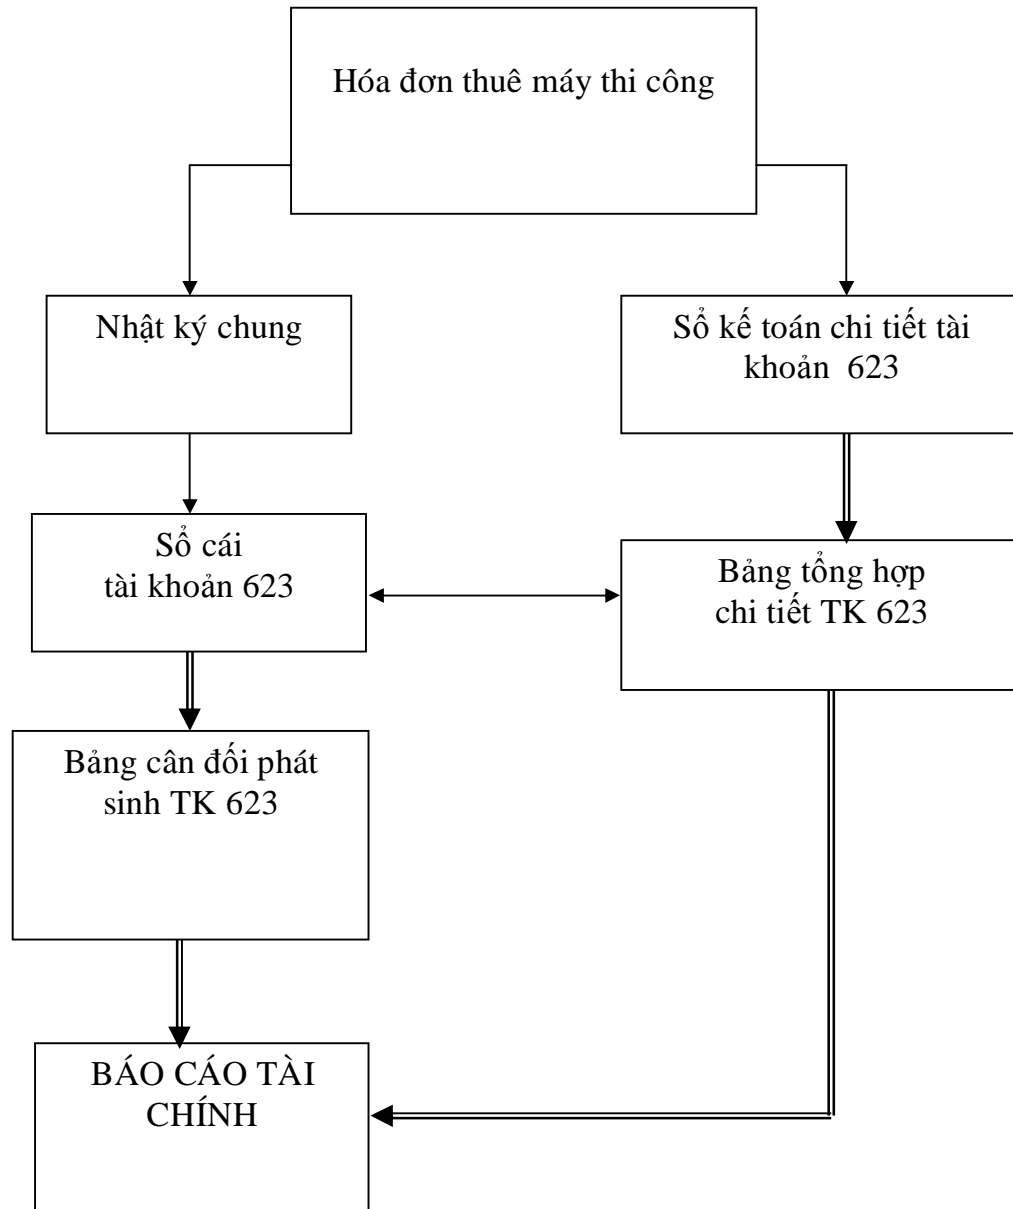 Hóa đơn thuê máy thi công
Nhật ký chung
Sổ kế toán chi tiết tài
khoản 623
Sổ cái
tài khoản 623
Bảng tổng hợp
chi tiết TK 623
Bảng cân đối phát
sinh TK 623
BÁO CÁO TÀI
CHÍNH